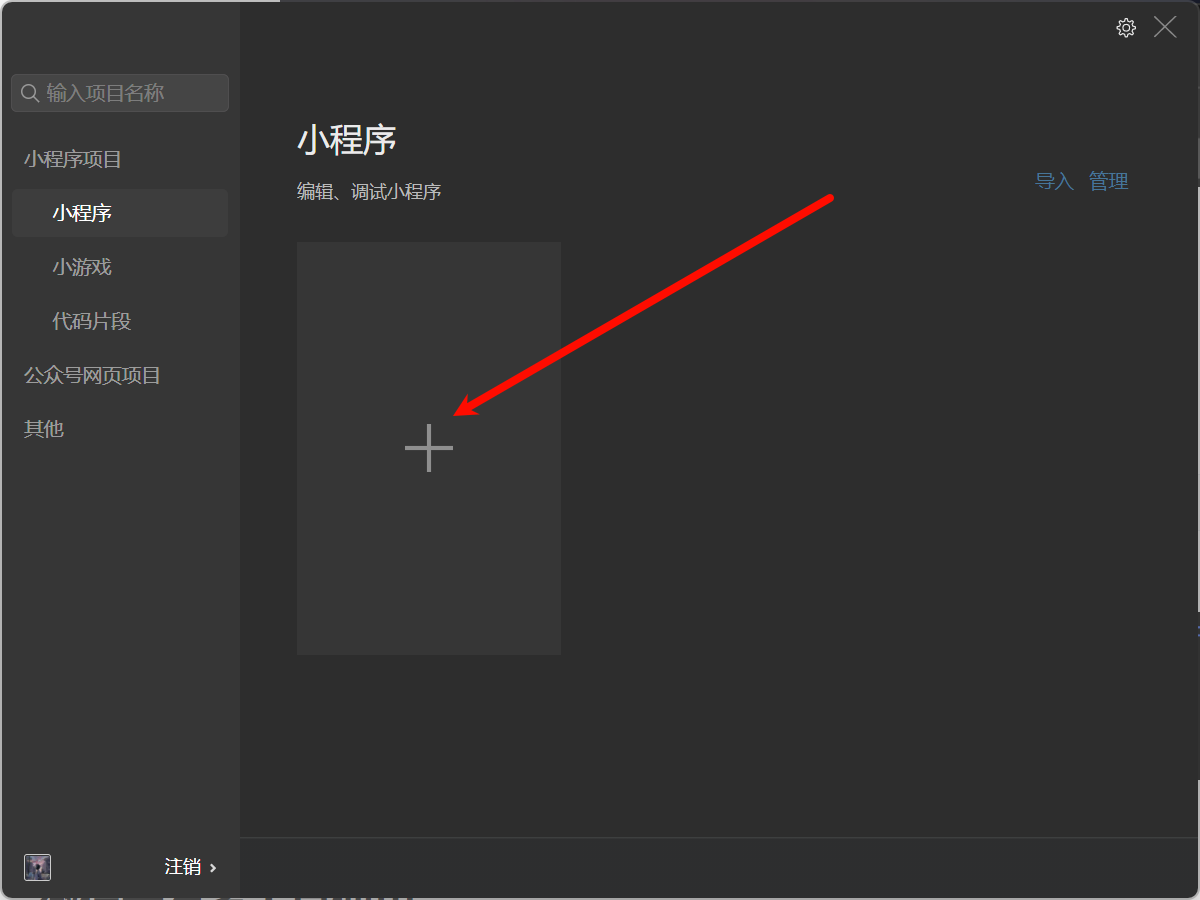 输入项目名称
小程序项目
小程序
小游戏
代码片段
公众号网页项目
其他
注销
小程序
编辑、调试小程序
导入 管理